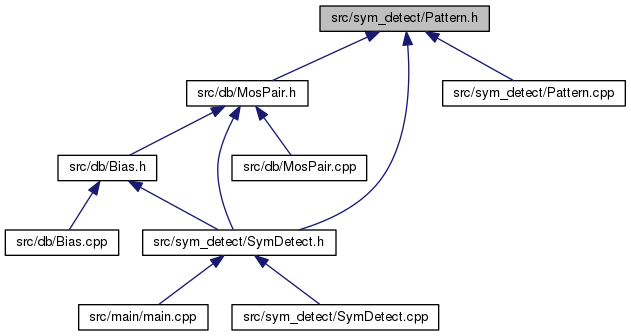 src/sym_detect/Pattern.h
src/db/MosPair.h
src/sym_detect/Pattern.cpp
src/db/Bias.h
src/db/MosPair.cpp
src/db/Bias.cpp
src/sym_detect/SymDetect.h
src/main/main.cpp
src/sym_detect/SymDetect.cpp